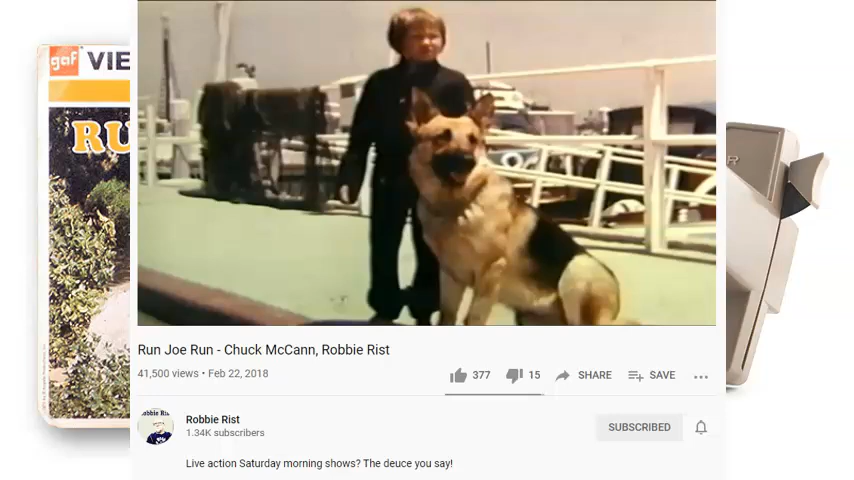 gaf VIE
RU
R
Run Joe Run - Chuck McCann, Robbie Rist
41,500 views • Feb 22, 2018
377 15 SHARE SAVE ...
Robbie Rist
1.34K subscribers
SUBSCRIBED
Live action Saturday morning shows? The deuce you say!